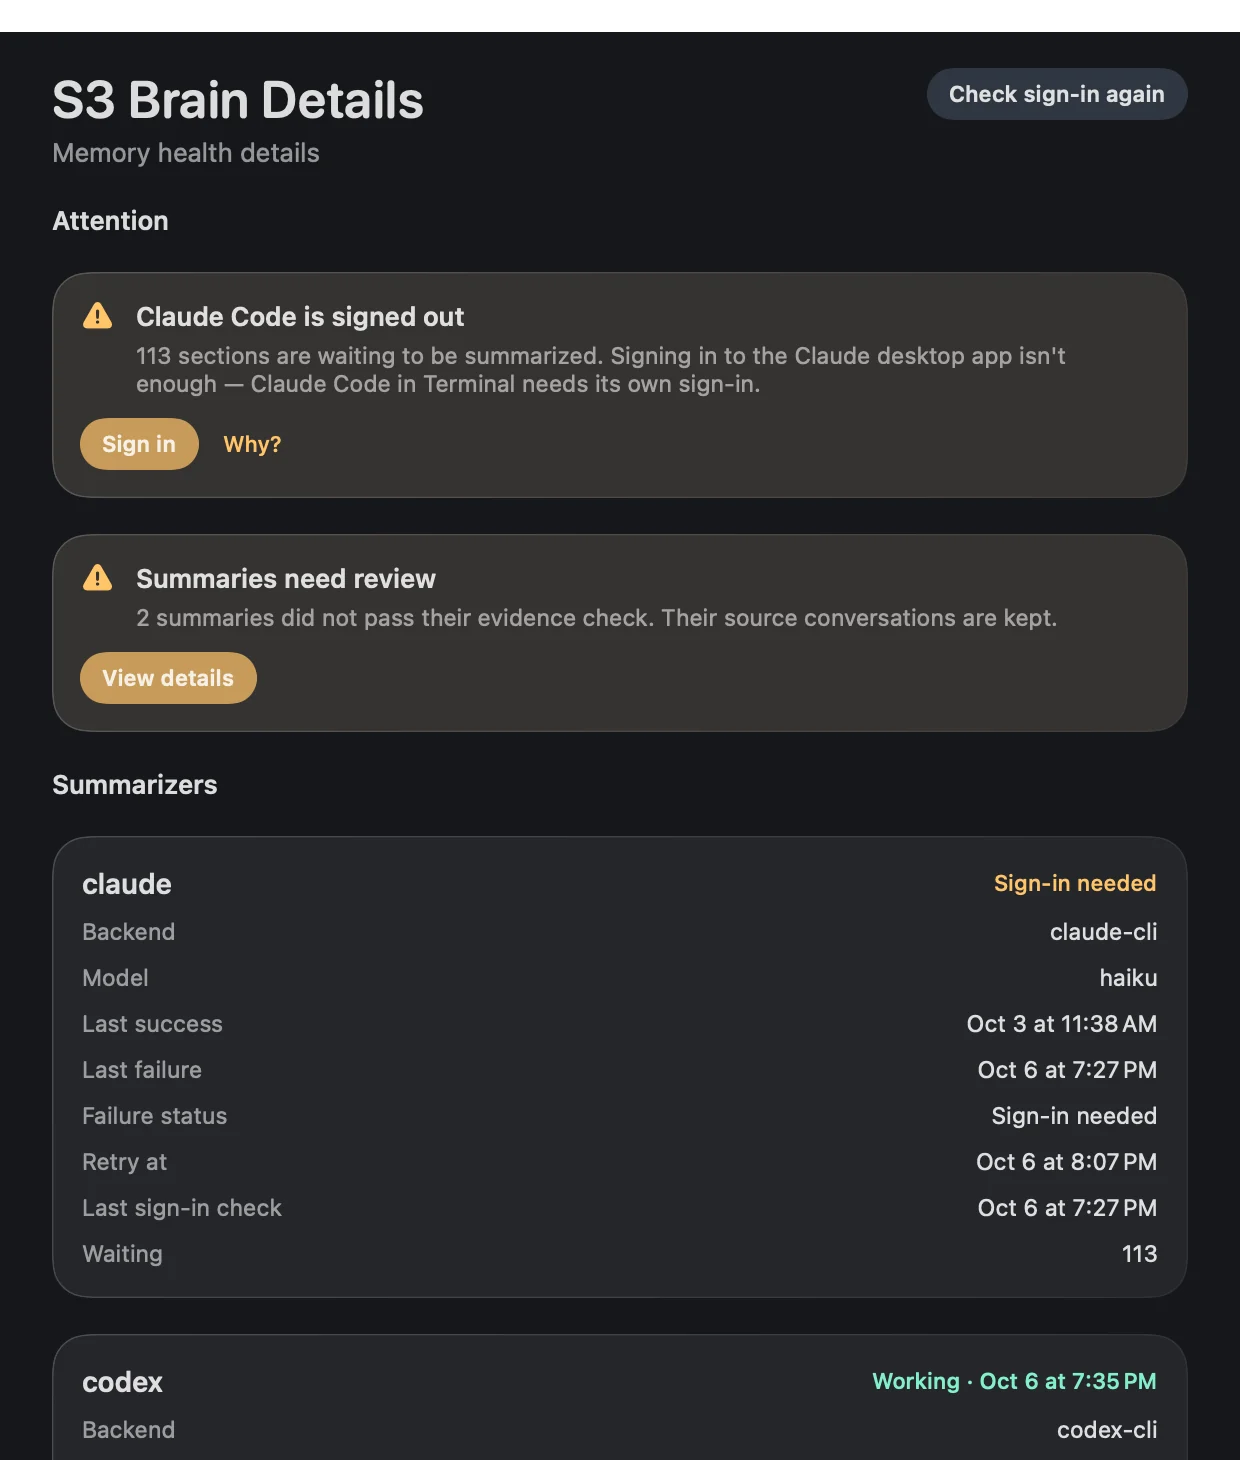 S3 Brain Details
Check sign-in again
Memory health details
Attention
Claude Code is signed out
113 sections are waiting to be summarized. Signing in to the Claude desktop app isn't
enough — Claude Code in Terminal needs its own sign-in.
Sign in
Why?
Summaries need review
2 summaries did not pass their evidence check. Their source conversations are kept.
View details
Summarizers
claude
Sign-in needed
Backend
claude-cli
Model
haiku
Last success
Oct 3 at 11:38 AM
Last failure
Oct 6 at 7:27 PM
Failure status
Sign-in needed
Retry at
Oct 6 at 8:07 PM
Last sign-in check
Oct 6 at 7:27 PM
Waiting
113
codex
Working · Oct 6 at 7:35 PM
Backend
codex-cli